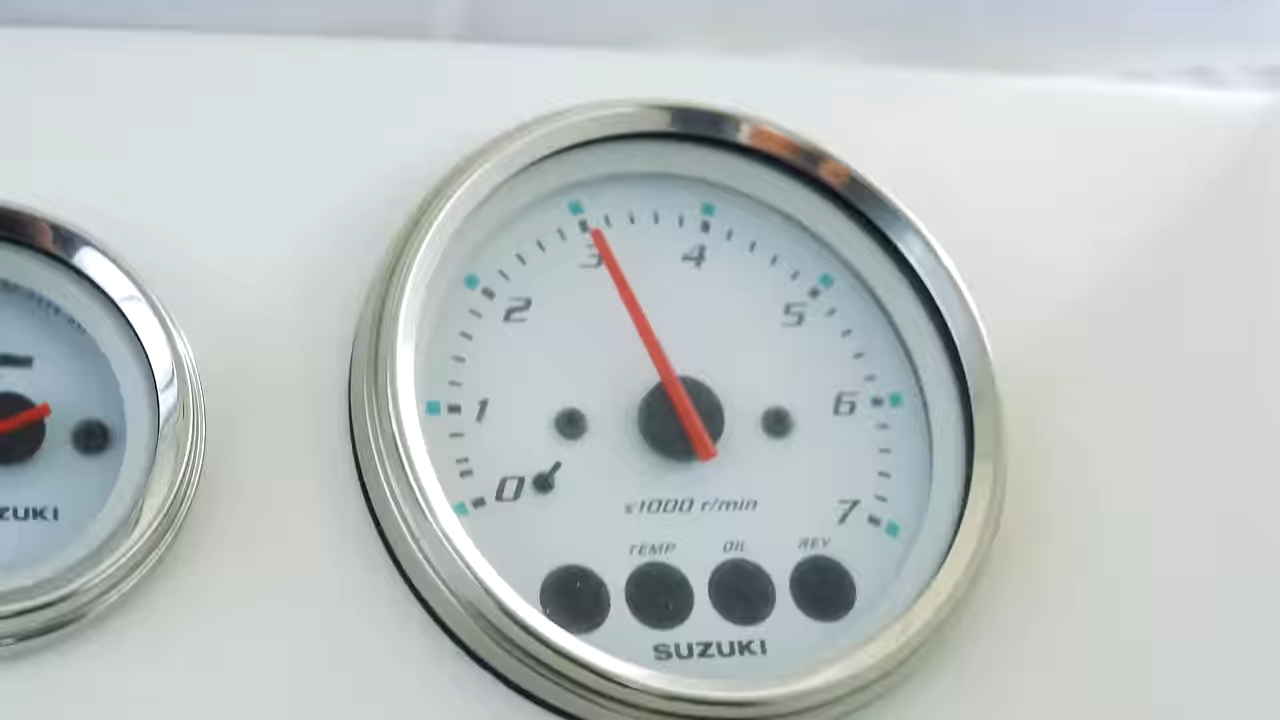 3 4
2 5
1 6
0 7
x1000 r/min
TEMP OIL REV
SUZUKI
ZUKI